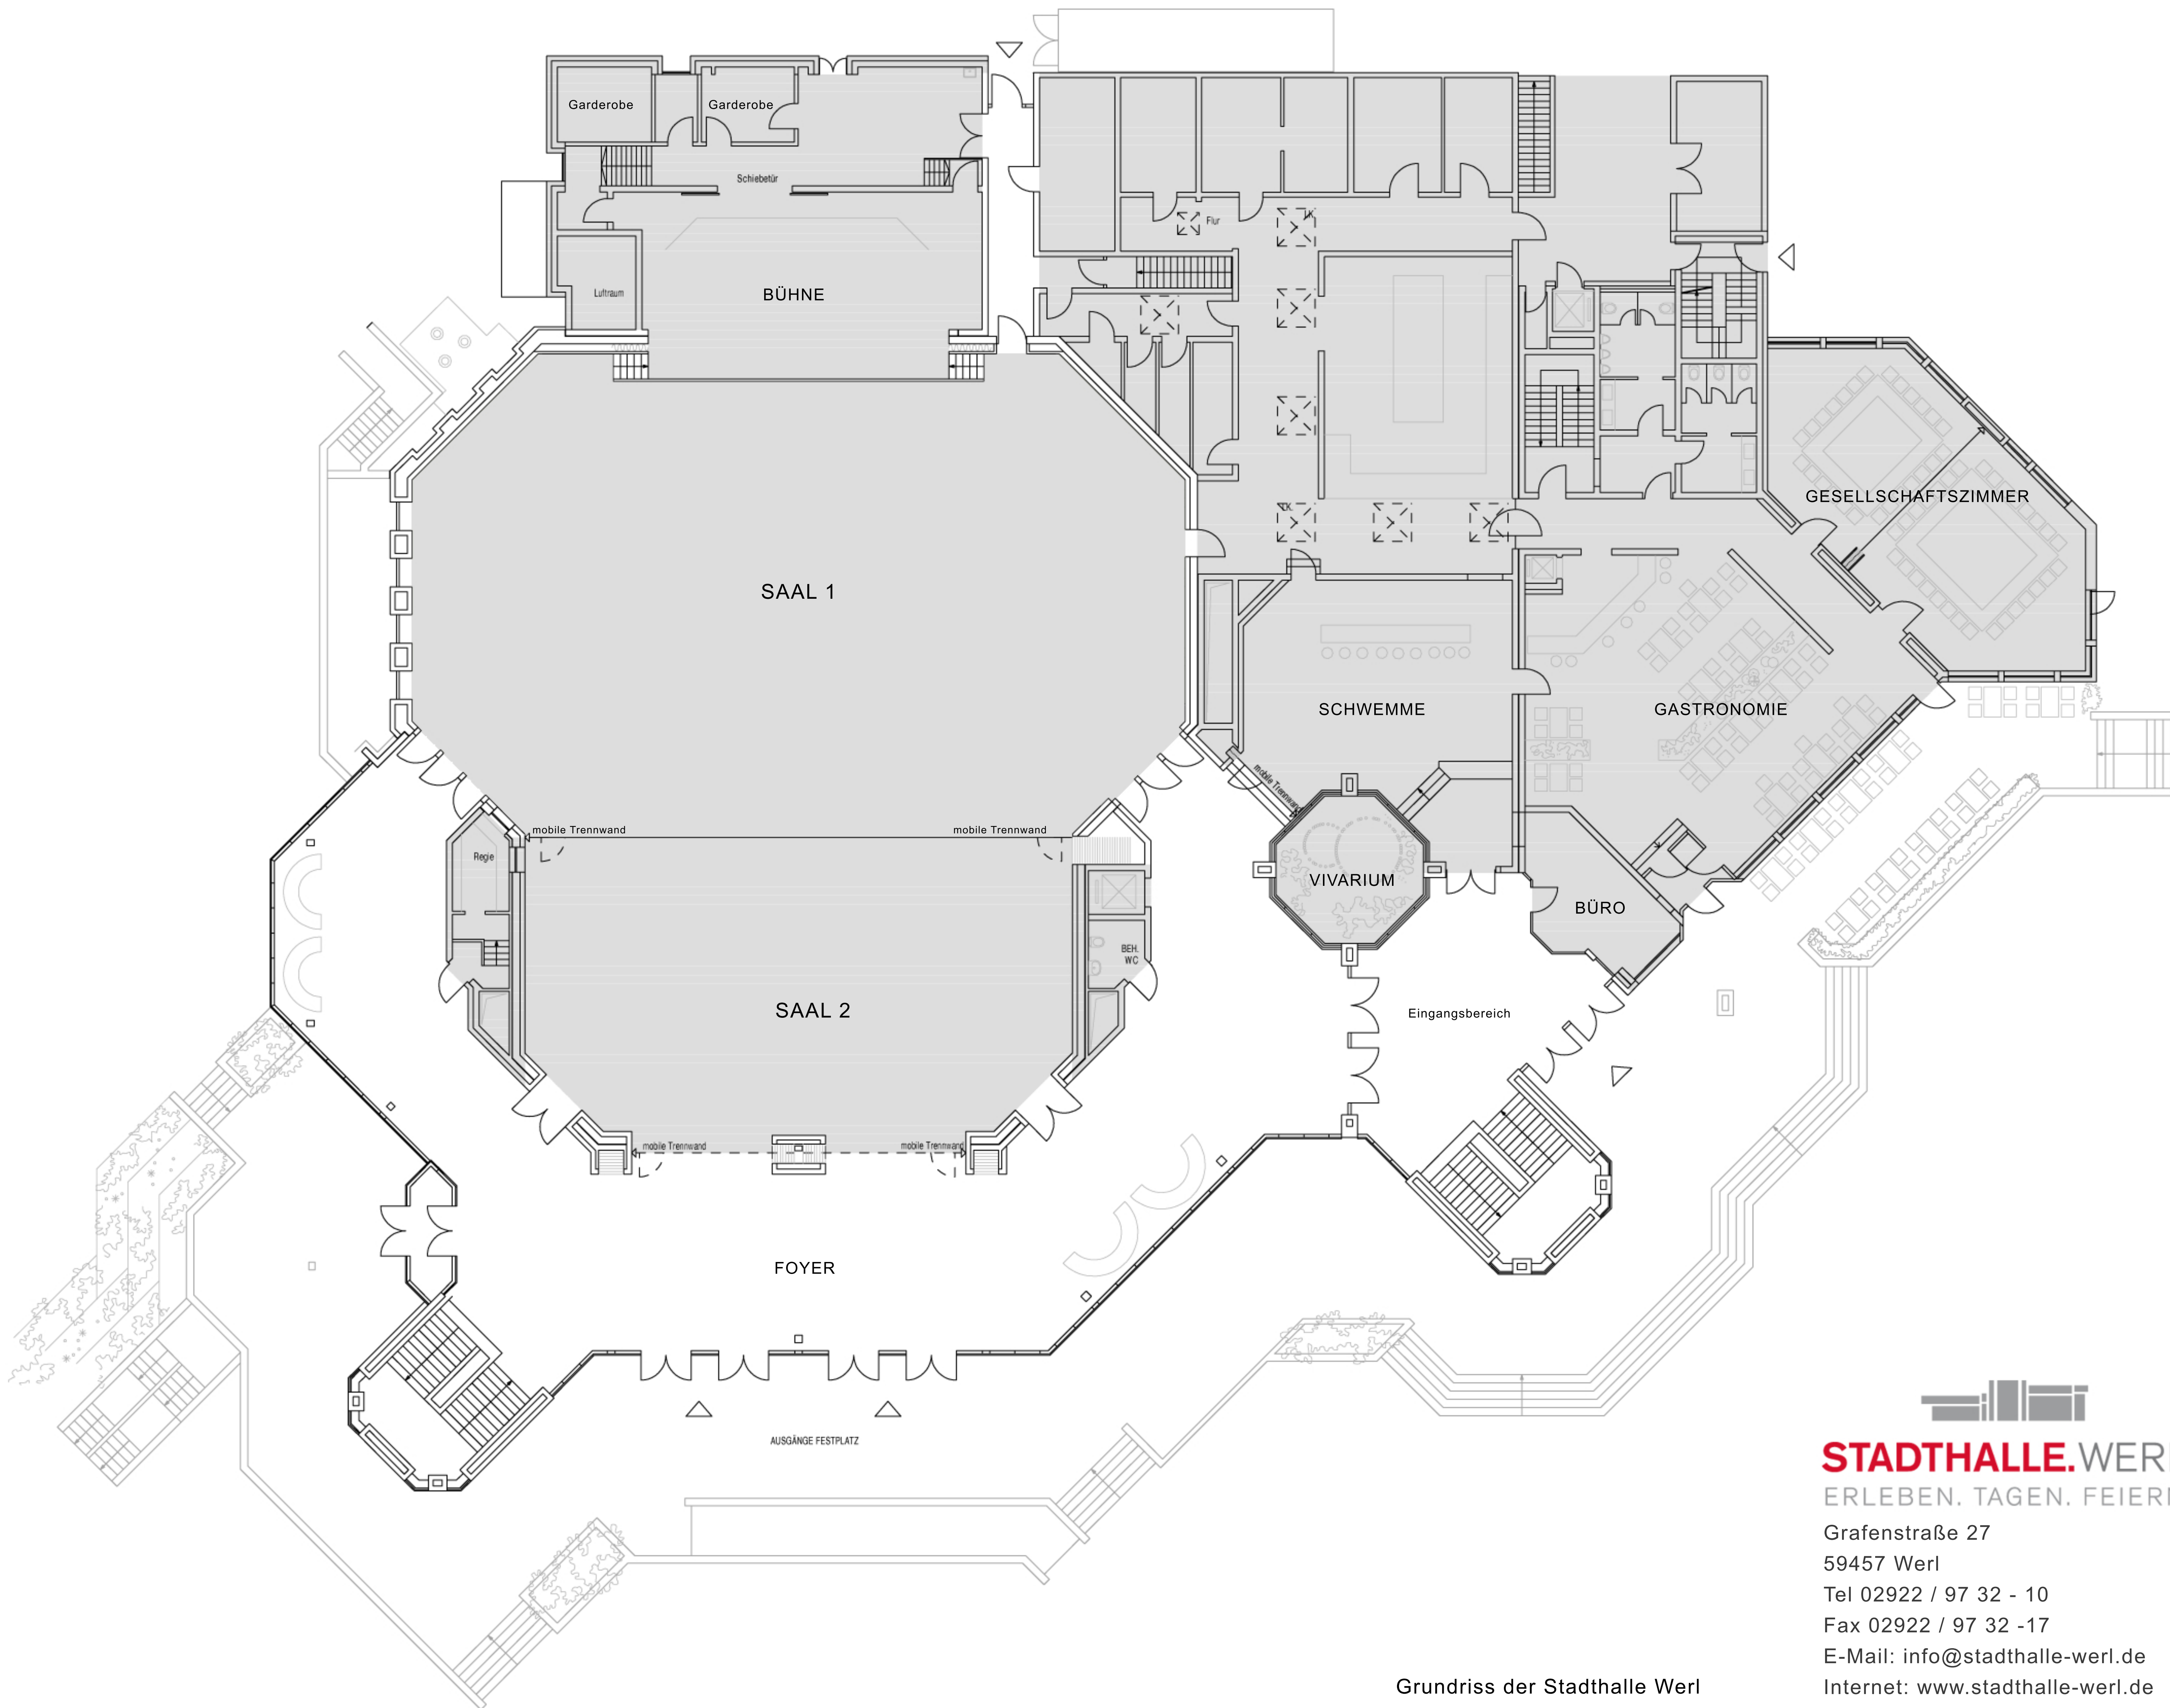 Garderobe
Garderobe
Schiebetür
Flur
LK
Luftraum
BÜHNE
GESELLSCHAFTSZIMMER
LK
SAAL 1
SCHWEMME
GASTRONOMIE
mobile Trennwand
mobile Trennwand
mobile Trennwand
Regie
VIVARIUM
BÜRO
BEH.
WC
SAAL 2
Eingangsbereich
mobile Trennwand
mobile Trennwand
FOYER
AUSGÄNGE FESTPLATZ
STADTHALLE.WER
ERLEBEN. TAGEN. FEIER
Grafenstraße 27
59457 Werl
Tel 02922 / 97 32 - 10
Fax 02922 / 97 32 -17
E-Mail: info@stadthalle-werl.de
Internet: www.stadthalle-werl.de
Grundriss der Stadthalle Werl